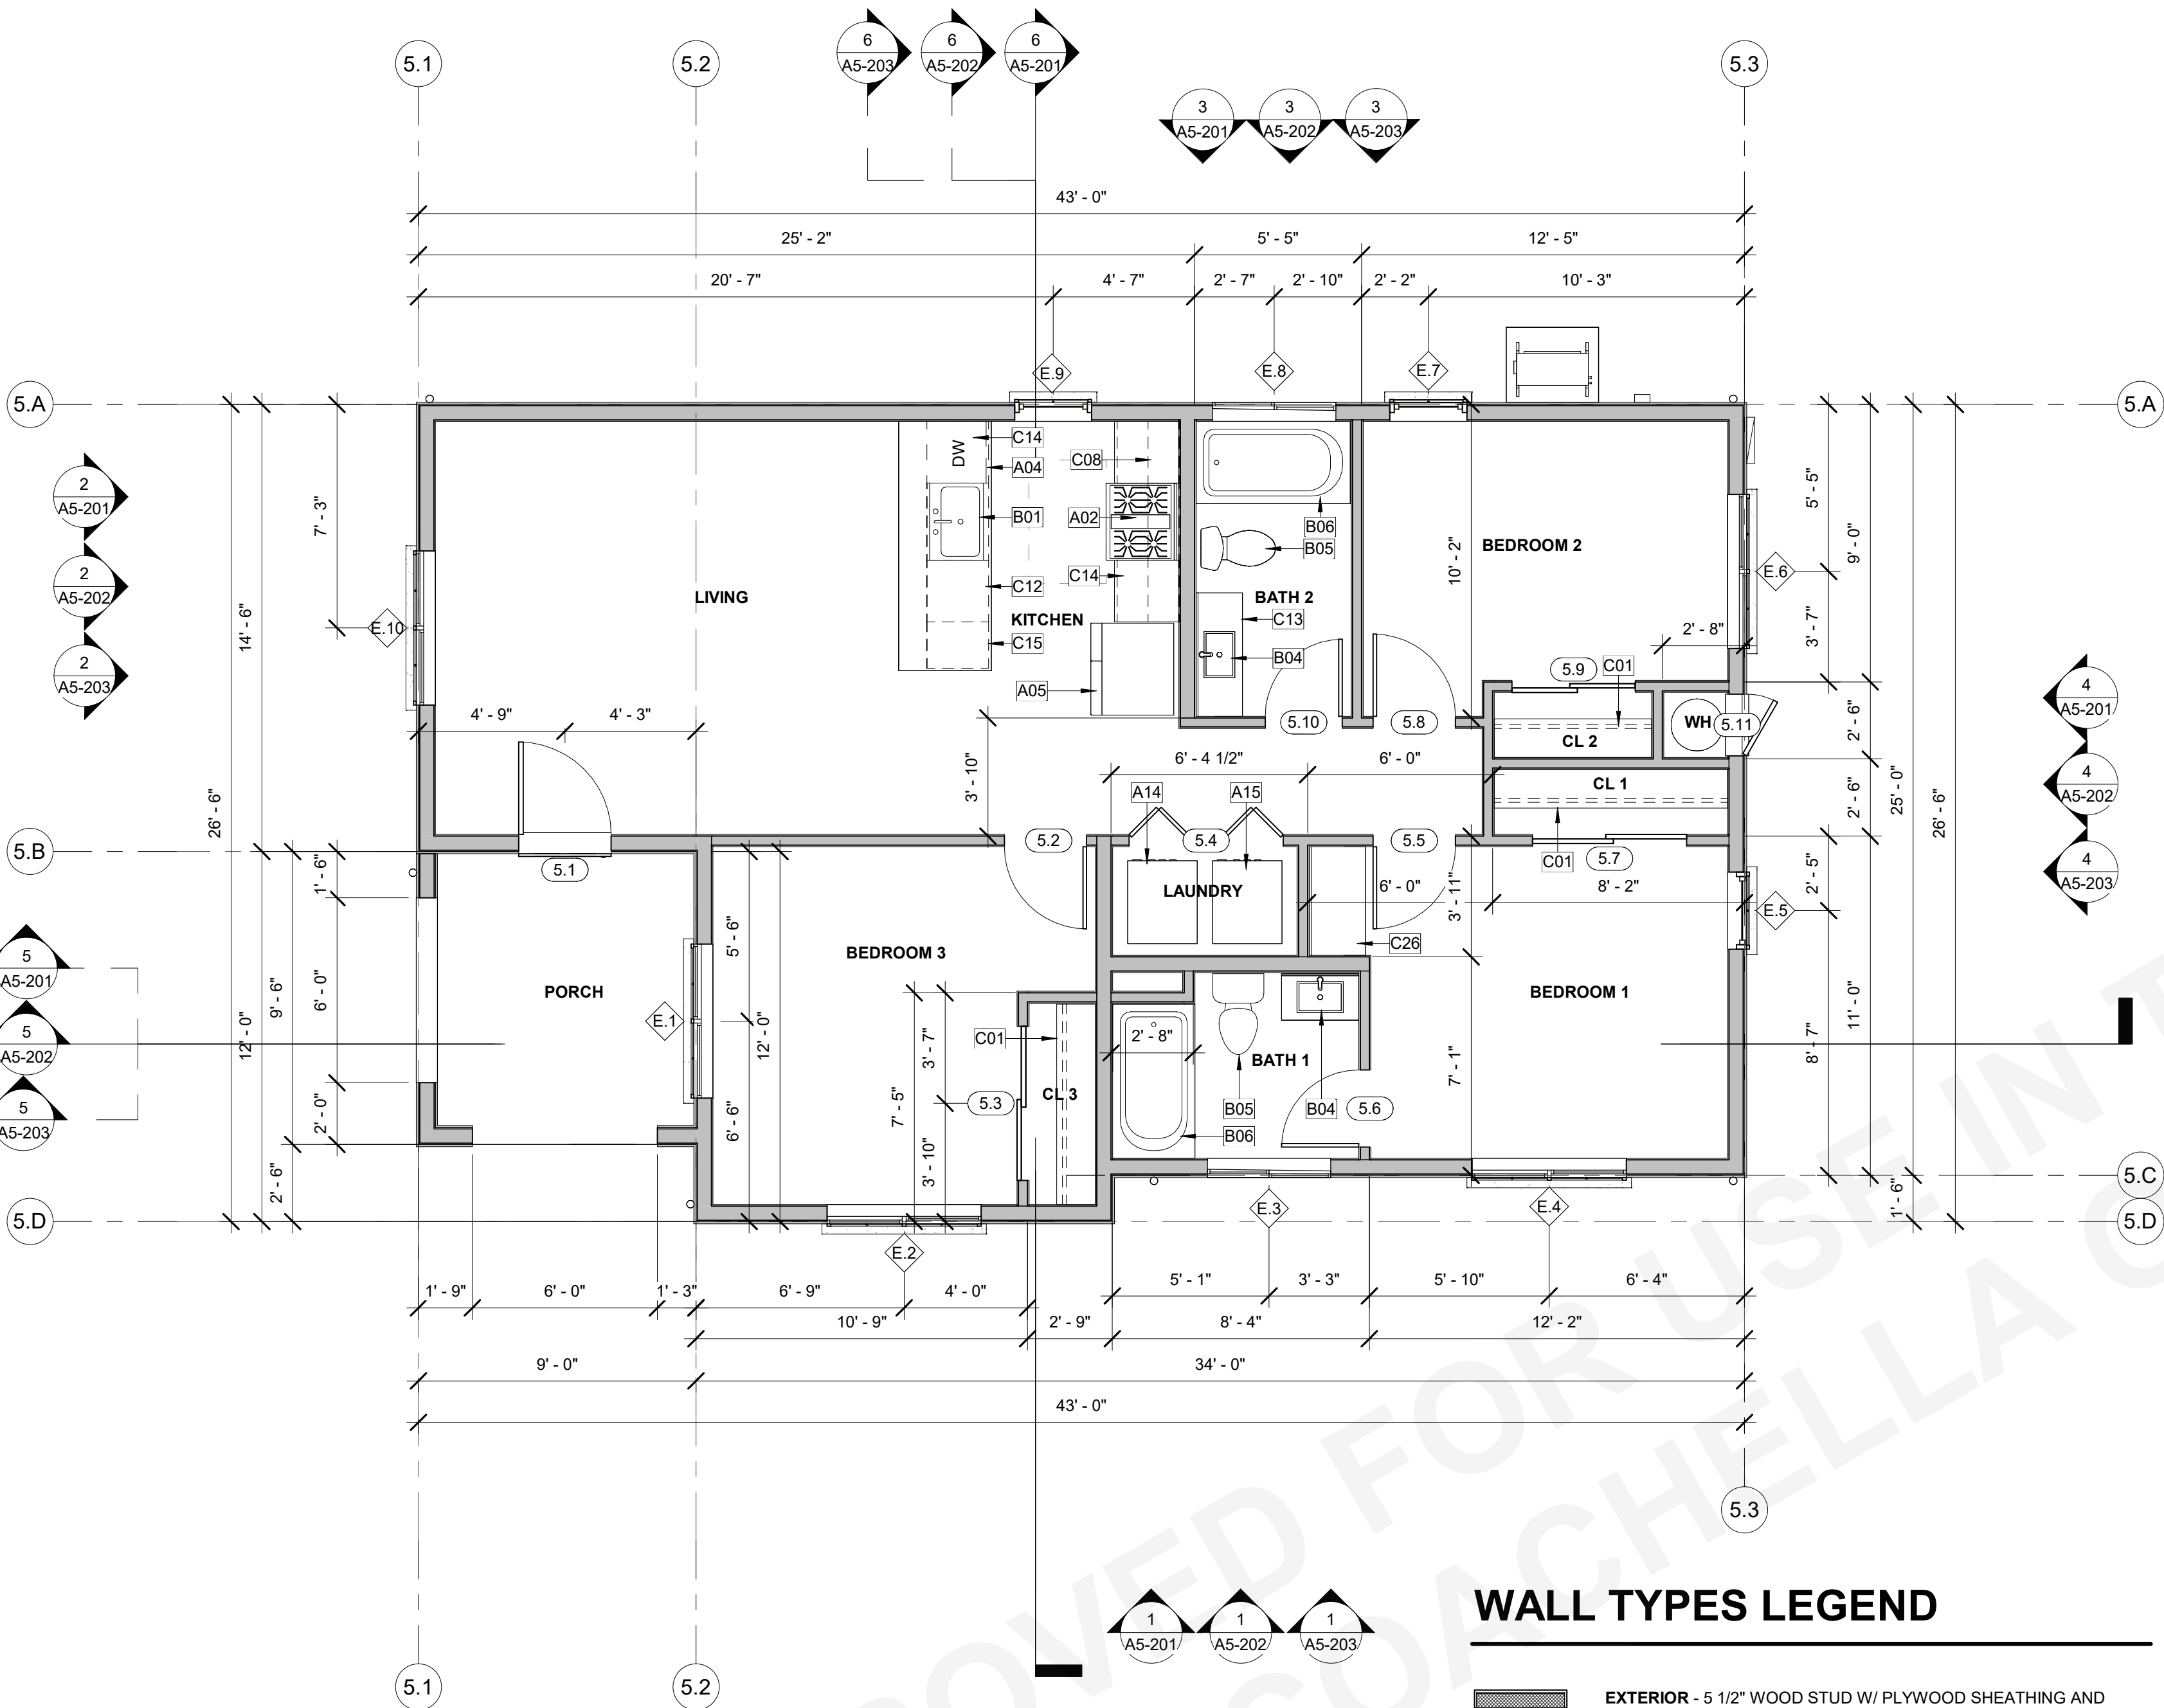 6 6 6
A5-203 A5-202 A5-201
5.1 5.2 5.3
3 3 3
A5-201 A5-202 A5-203
43' - 0"
25' - 2" 5' - 5" 12' - 5"
20' - 7" 4' - 7" 2' - 7" 2' - 10" 2' - 2" 10' - 3"
E.9 E.8 E.7
5.A 5.A
C14
DW
C08
A04
2
A5-201
7' - 3"
B01
A02
B06
5' - 5"
9' - 0"
B05
BEDROOM 2
10' - 2"
E.6
2
A5-202
C12
C14
LIVING
BATH 2
KITCHEN
C13
E.10
14' - 6"
C15
B04
2' - 8"
3' - 7"
2
A5-203
A05
5.9
C01
4
A5-201
4' - 9" 4' - 3"
5.10
5.8
WH
5.11
CL 2
2' - 6"
6' - 4 1/2" 6' - 0"
3' - 10"
CL 1
4
A5-202
A14 A15
2' - 6"
25' - 0"
26' - 6"
26' - 6"
5.B
5.2
5.4
5.5
5.1
C01
5.7
4
A5-203
1' - 6"
LAUNDRY
6' - 0"
8' - 2"
3' - 11"
2' - 5"
E.5
5' - 6"
C26
BEDROOM 3
5
A5-201
6' - 0"
9' - 6"
12' - 0"
PORCH
BEDROOM 1
E.1
12' - 0"
5
A5-202
C01
3' - 7"
2' - 8"
BATH 1
11' - 0"
8' - 7"
7' - 1"
7' - 5"
CL 3
5.3
B05
B04
5.6
5
A5-203
2' - 0"
6' - 6"
B06
3' - 10"
2' - 6"
5.C
1' - 6"
5.D 5.D
E.2
E.3
E.4
1' - 9" 6' - 0" 1' - 3" 6' - 9" 4' - 0" 5' - 1" 3' - 3" 5' - 10" 6' - 4"
10' - 9" 2' - 9" 8' - 4" 12' - 2"
9' - 0" 34' - 0"
43' - 0"
5.3
1 1 1
A5-201 A5-202 A5-203
5.1 5.2
WALL TYPES LEGEND
EXTERIOR - 5 1/2" WOOD STUD W/ PLYWOOD SHEATHING AND
FOR USE IN
COACHELLA